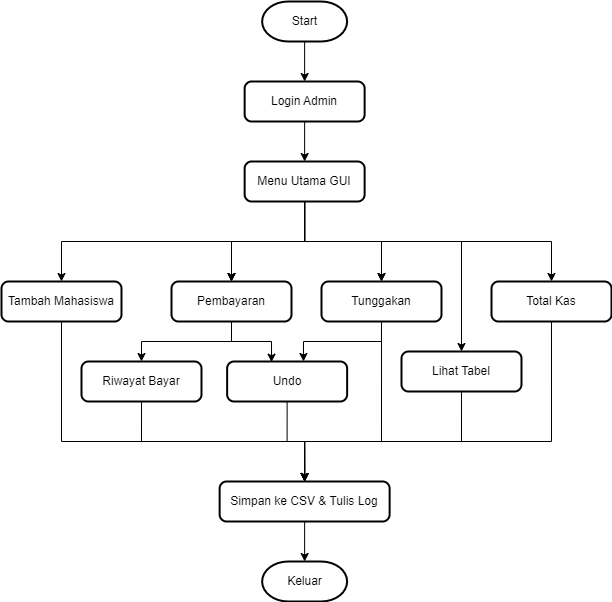 Start
Login Admin
Menu Utama GUI
Tambah Mahasiswa
Pembayaran
Tunggakan
Total Kas
Riwayat Bayar
Undo
Lihat Tabel
Simpan ke CSV & Tulis Log
Keluar